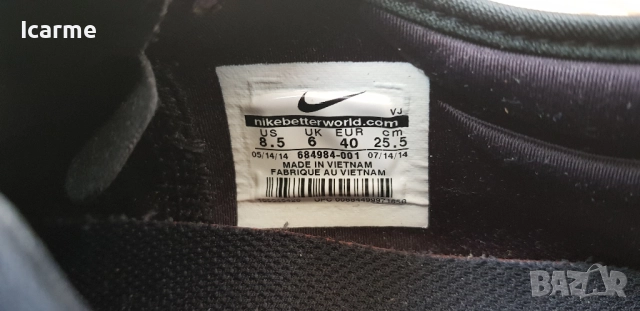 Icarme
VJ
nikebetterworld.com
US UK EUR cm
8.5 6 40 25.5
05/14/14 684984-001 07/14/14
MADE IN VIETNAM
FABRIQUE AU VIETNAM
UPC
BAZAR